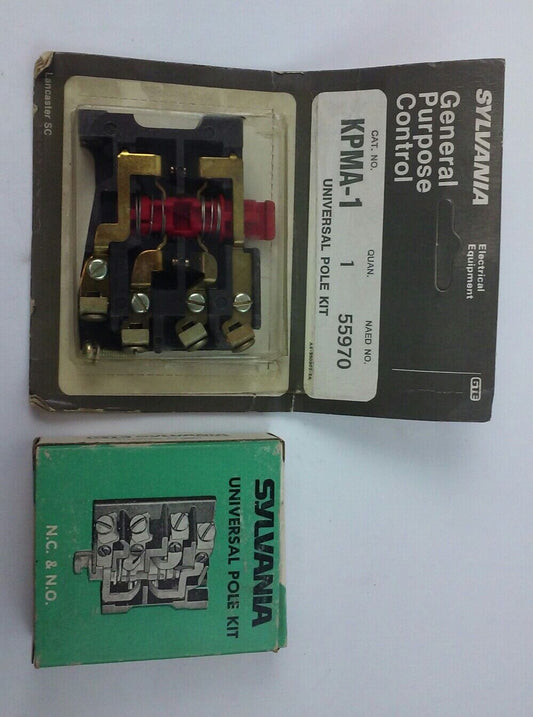 SYLVANIA
Electrical
Equipment
General
Purpose
Control
GTE
CAT. NO. QUAN. NAED NO.
KPMA-1 1 55970
UNIVERSAL POLE KIT
Lancaster SC
SYLVANIA
SYLVANIA
UNIVERSAL POLE KIT
N.C. & N.O.